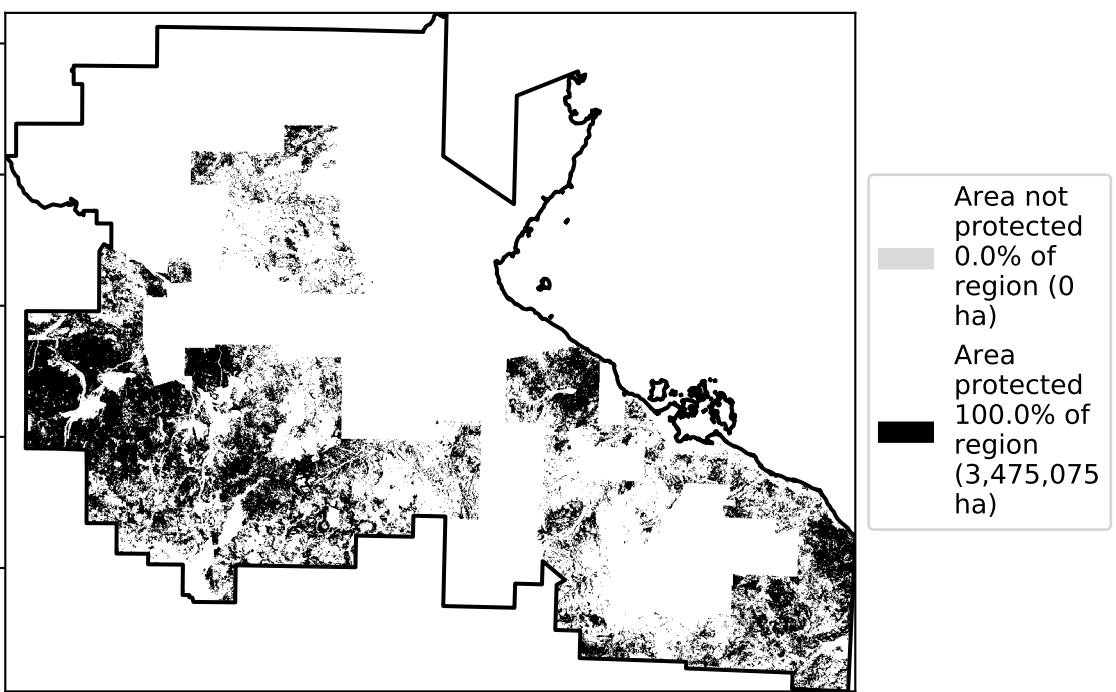 Area not
protected
0.0% of
region (0
ha)
Area
protected
100.0% of
region
(3,475,075
ha)